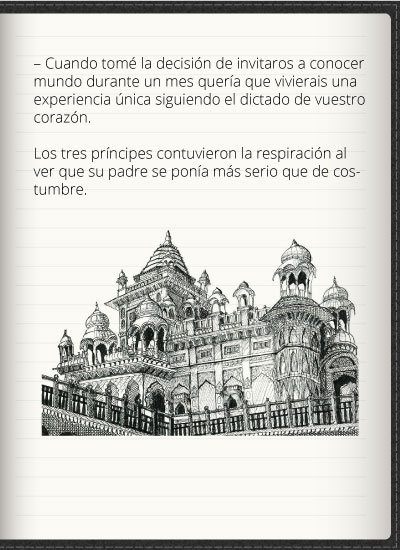 – Cuando tomé la decisión de invitaros a conocer
mundo durante un mes quería que vivierais una
experiencia única siguiendo el dictado de vuestro
corazón.
Los tres príncipes contuvieron la respiración al
ver que su padre se ponía más serio que de cos-
tumbre.